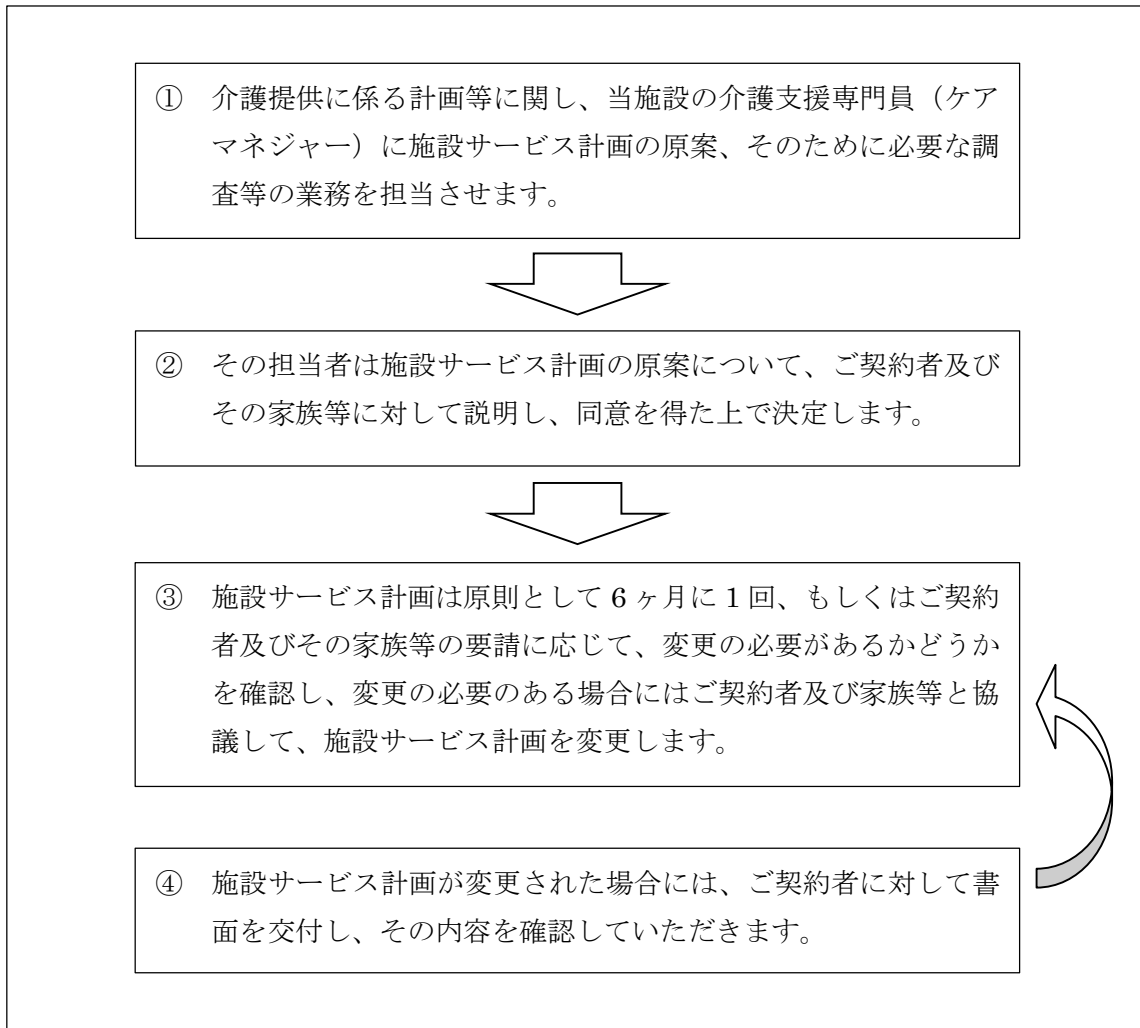 ① 介護提供に係る計画等に関し、当施設の介護支援専門員（ケア
マネジャー）に施設サービス計画の原案、そのために必要な調
査等の業務を担当させます。
② その担当者は施設サービス計画の原案について、ご契約者及び
その家族等に対して説明し、同意を得た上で決定します。
③ 施設サービス計画は原則として 6 ヶ月に 1 回、もしくはご契約
者及びその家族等の要請に応じて、変更の必要があるかどうか
を確認し、変更の必要のある場合にはご契約者及び家族等と協
議して、施設サービス計画を変更します。
④ 施設サービス計画が変更された場合には、ご契約者に対して書
面を交付し、その内容を確認していただきます。